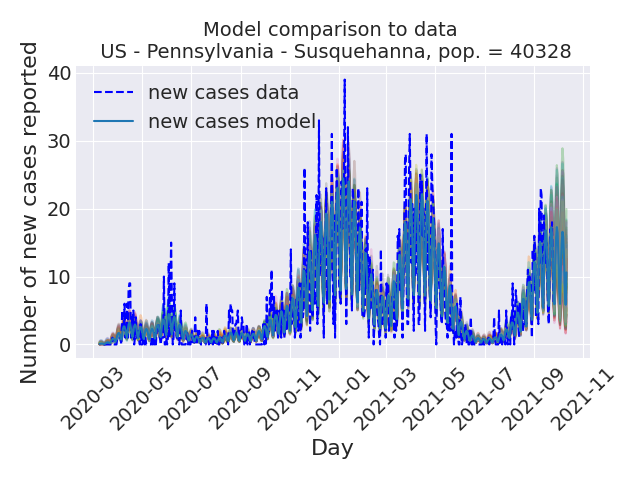 Model comparison to data
US - Pennsylvania - Susquehanna, pop. = 40328
Number of new cases reported
40
30
20
10
0
new cases data
new cases model
2020-03
2020-05
2020-07
2020-09
2020-11
2021-01
2021-03
2021-05
2021-07
2021-09
2021-11
Day